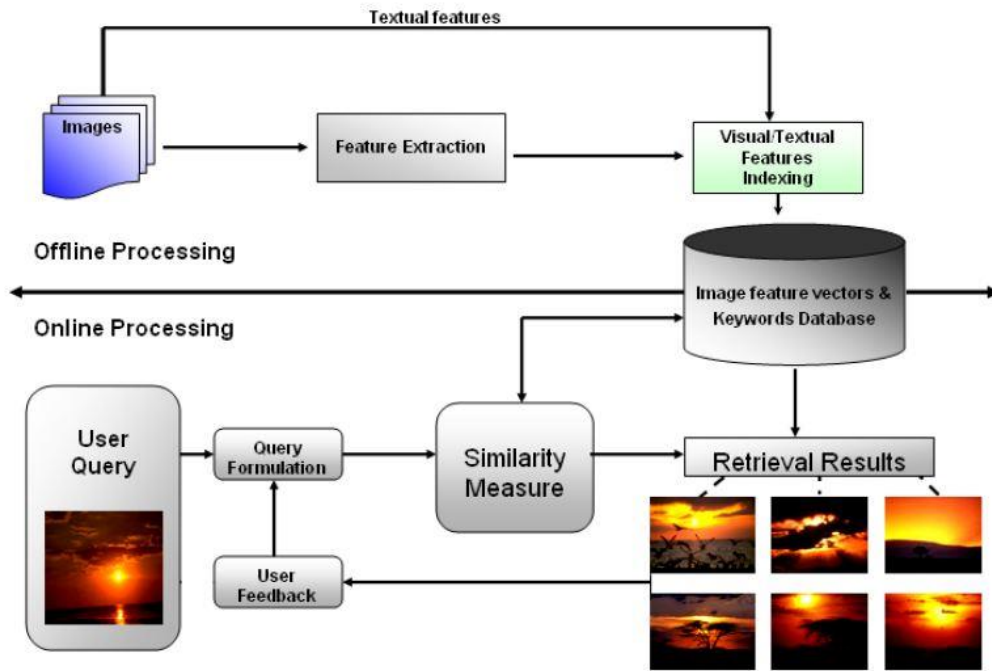 Textual features
Images
Feature Extraction
Visual/Textual
Features
Indexing
Offline Processing
Image feature vectors &
Keywords Database
Online Processing
User
Query
Query
Formulation
Similarity
Measure
Retrieval Results
User
Feedback